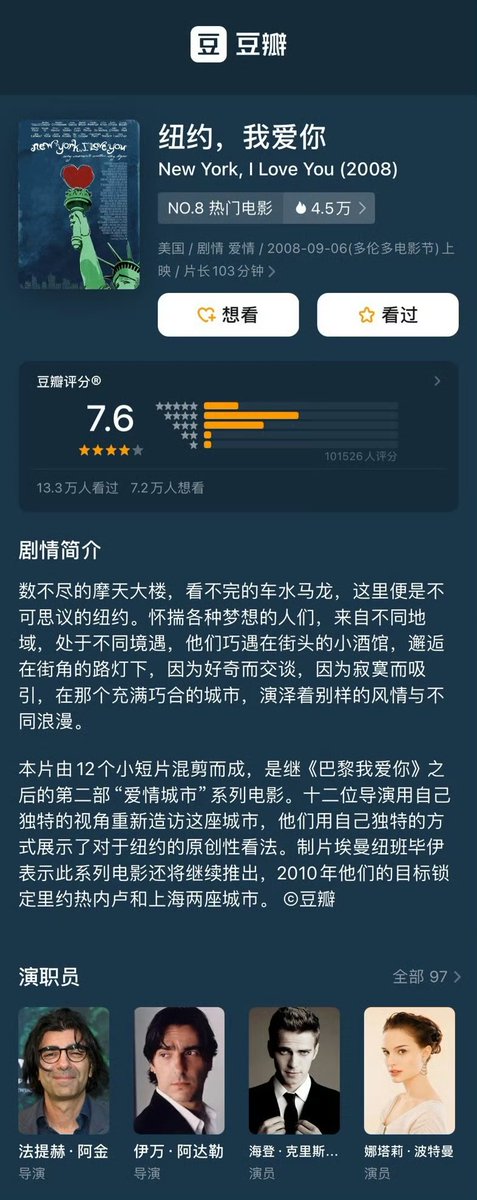 豆 豆瓣
new york, I love you
纽约，我爱你
New York, I Love You (2008)
NO.8 热门电影 4.5万
美国 / 剧情 爱情 / 2008-09-06(多伦多电影节)上
映 / 片长103分钟
想看 看过
豆瓣评分®
7.6
101526人评分
13.3万人看过 7.2万人想看
剧情简介
数不尽的摩天大楼，看不完的车水马龙，这里便是不
可思议的纽约。怀揣各种梦想的人们，来自不同地
域，处于不同境遇，他们巧遇在街头的小酒馆，邂逅
在街角的路灯下，因为好奇而交谈，因为寂寞而吸
引，在那个充满巧合的城市，演泽着别样的风情与不
同浪漫。
本片由12个小短片混剪而成，是继《巴黎我爱你》之
后的第二部“爱情城市”系列电影。十二位导演用自己
独特的视角重新造访这座城市，他们用自己独特的方
式展示了对于纽约的原创性看法。制片埃曼纽班毕伊
表示此系列电影还将继续推出，2010年他们的目标锁
定里约热内卢和上海两座城市。 ©豆瓣
演职员 全部 97
法提赫·阿金 伊万·阿达勒 海登·克里斯... 娜塔莉·波特曼
导演 导演 演员 演员